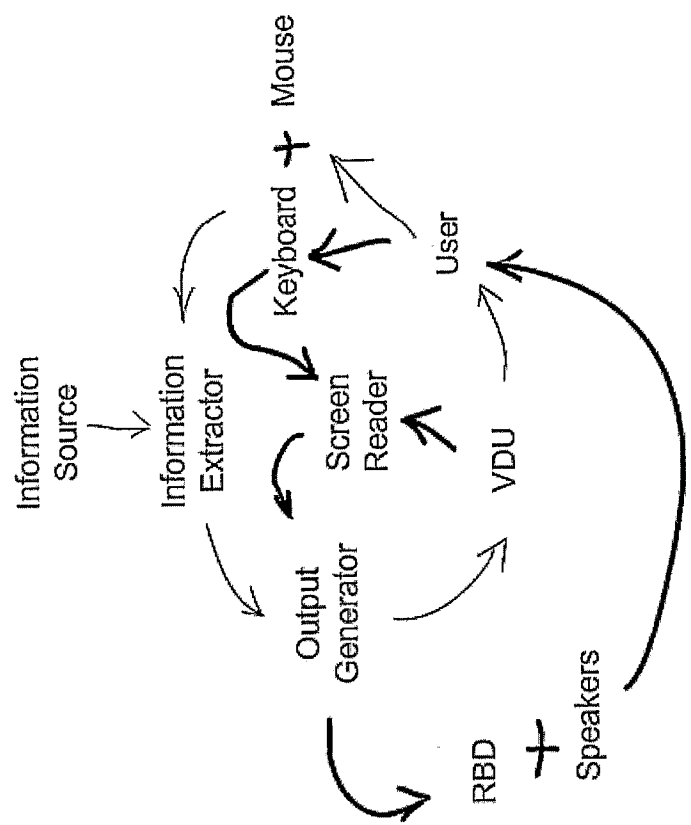 Information
Source
Information
Extractor
Keyboard + Mouse
Screen
Reader
Output
Generator
User
VDU
RBD
+
Speakers